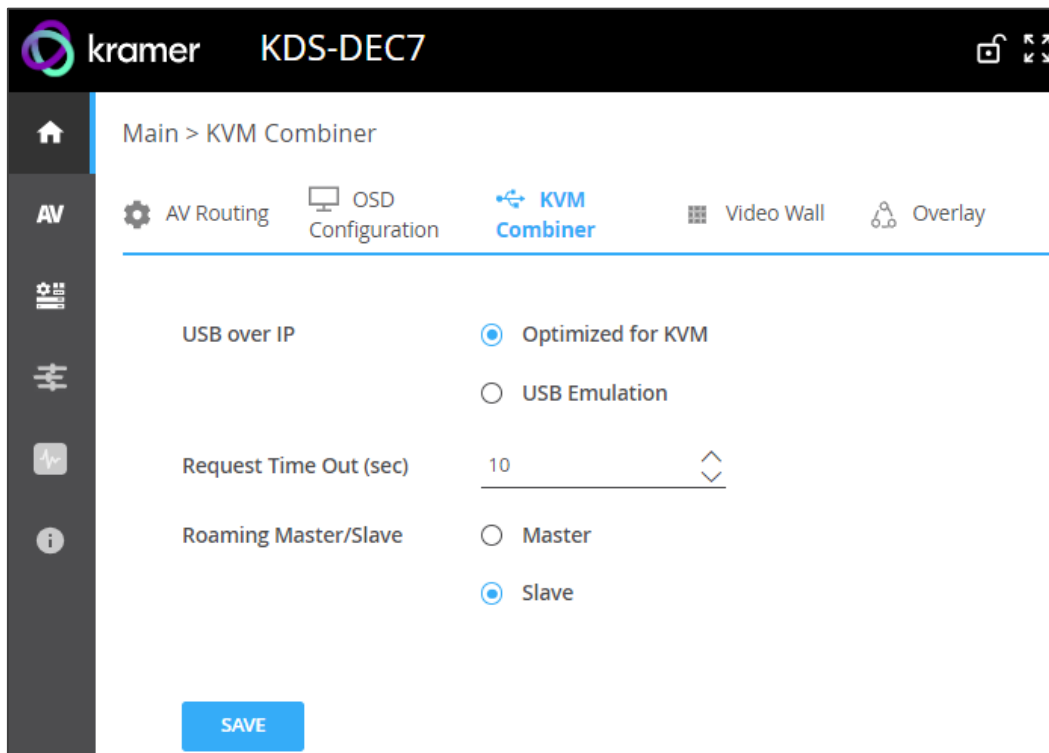 kramer KDS-DEC7
Main > KVM Combiner
AV Routing
OSD
Configuration
KVM
Combiner
Video Wall
Overlay
AV
USB over IP
Optimized for KVM
USB Emulation
Request Time Out (sec)
10
Roaming Master/Slave
Master
Slave
SAVE